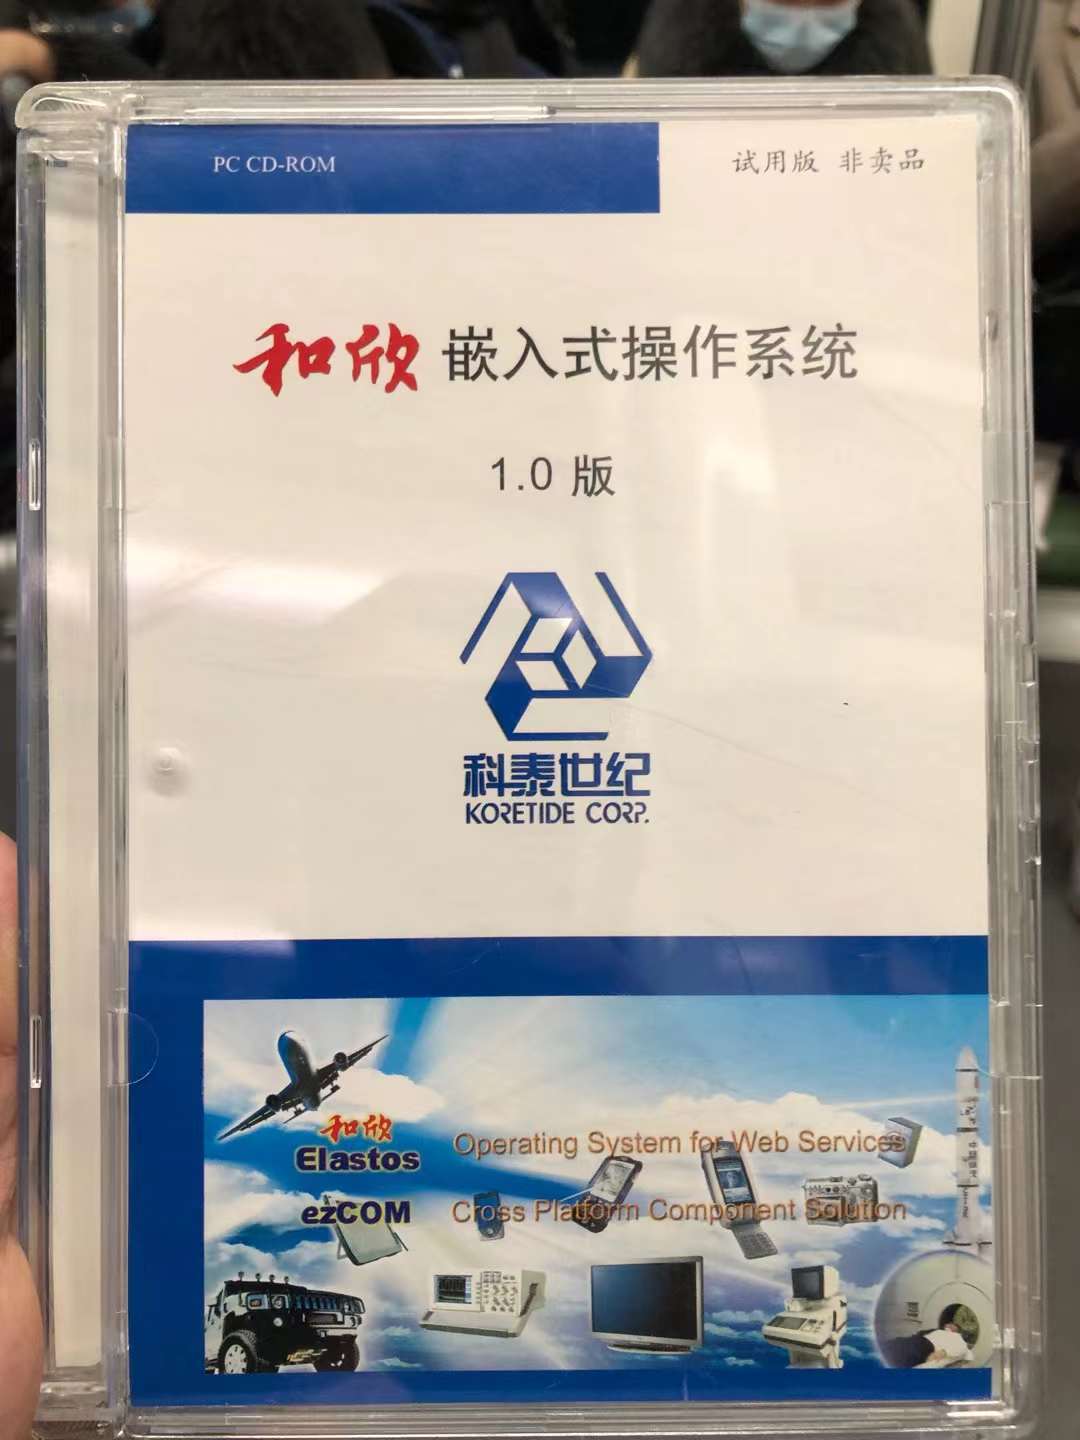 PC CD-ROM
试用版 非卖品
和欣 嵌入式操作系统
1.0 版
科泰世纪
KORETIDE CORP.
和欣
Elastos Operating System for Web Services
ezCOM Cross Platform Component Solution